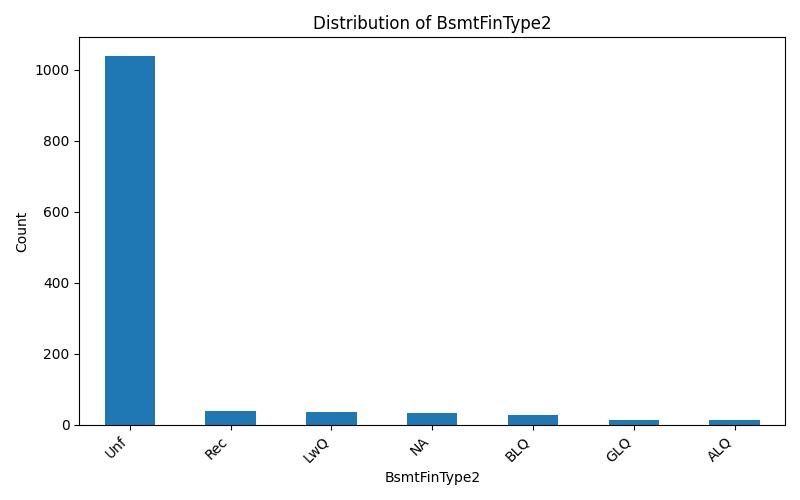 Distribution of BsmtFinType2
Count
1000
800
600
400
200
0
Unf Rec LwQ NA BLQ GLQ ALQ
BsmtFinType2